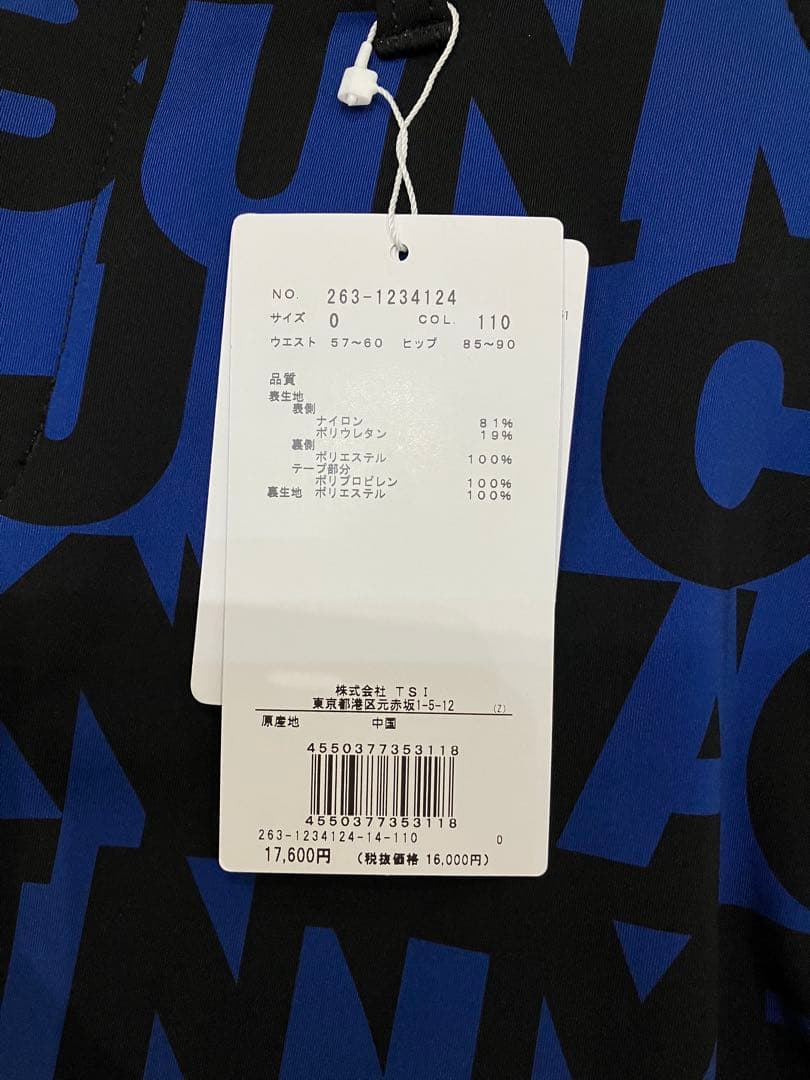 NO. 263-1234124
サイズ 0 COL. 110
ウエスト 57～60 ヒップ 85～90
品質
表生地
表側
ナイロン 81%
ポリウレタン 19%
裏側
ポリエステル 100%
テープ部分
ポリプロピレン 100%
裏生地 ポリエステル 100%
株式会社 TSI
東京都港区元赤坂1-5-12 (Z)
原産地 中国
4550377353118
4550377353118
263-1234124-14-110 0
17,600円 (税抜価格 16,000円)